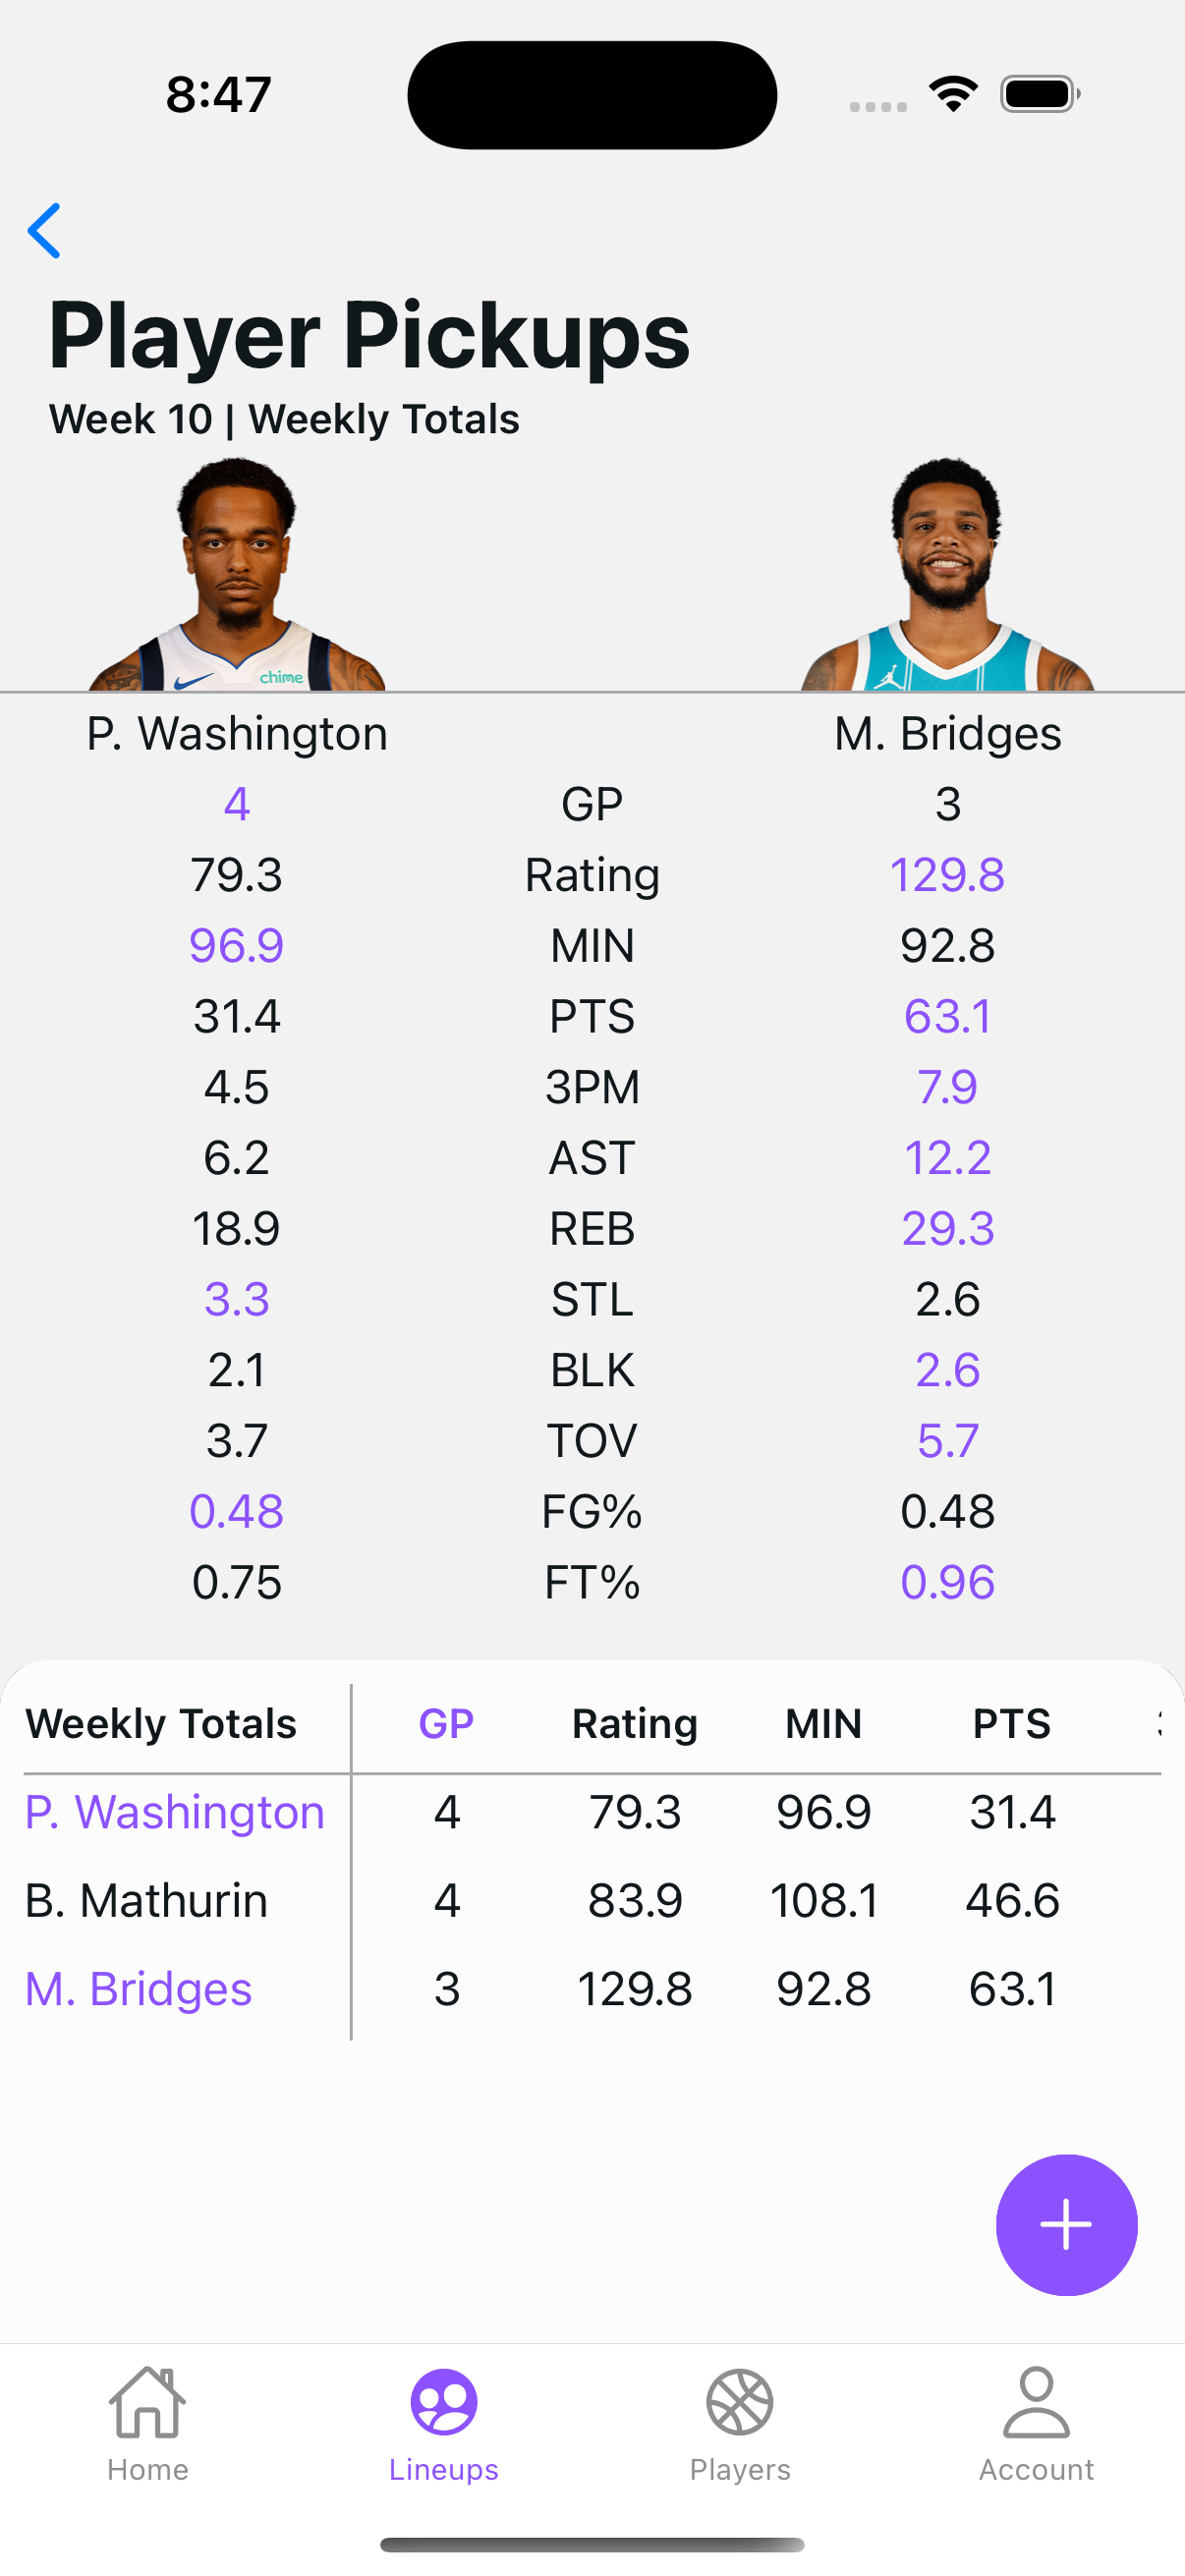 8:47
Player Pickups
Week 10 | Weekly Totals
chime
P. Washington M. Bridges
4 GP 3
79.3 Rating 129.8
96.9 MIN 92.8
31.4 PTS 63.1
4.5 3PM 7.9
6.2 AST 12.2
18.9 REB 29.3
3.3 STL 2.6
2.1 BLK 2.6
3.7 TOV 5.7
0.48 FG% 0.48
0.75 FT% 0.96
Weekly Totals GP Rating MIN PTS
P. Washington 4 79.3 96.9 31.4
B. Mathurin 4 83.9 108.1 46.6
M. Bridges 3 129.8 92.8 63.1
Home Lineups Players Account